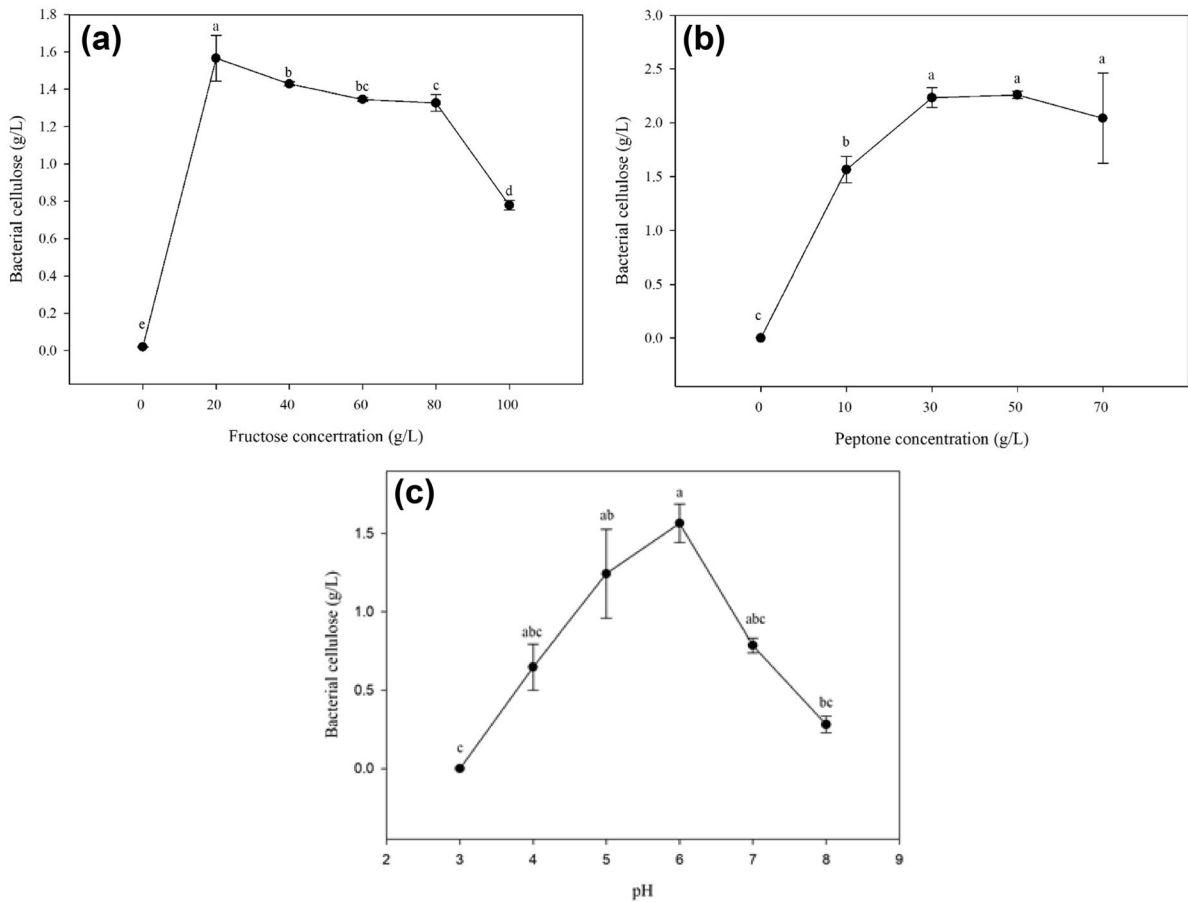 (a)
1.8
1.6
1.4
1.2
1.0
0.8
0.6
0.4
0.2
0.0
Bacterial cellulose (g/L)
e
a
b
bc
c
d
0 20 40 60 80 100
Fructose concertration (g/L)
(b)
3.0
2.5
2.0
1.5
1.0
0.5
0.0
Bacterial cellulose (g/L)
c
b
a
a
a
0 10 30 50 70
Peptone concentration (g/L)
(c)
1.5
1.0
0.5
0.0
Bacterial cellulose (g/L)
c
abc
ab
a
abc
bc
2 3 4 5 6 7 8 9
pH